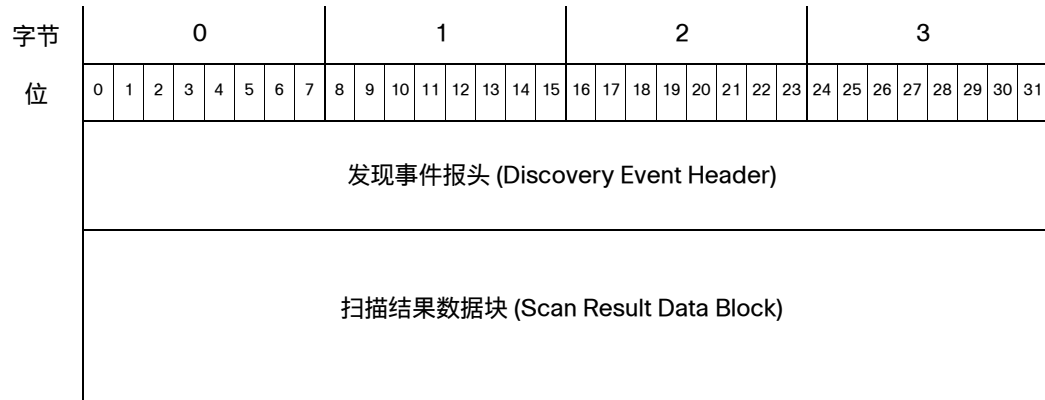 字节 0 1 2 3
位 0 1 2 3 4 5 6 7 8 9 10 11 12 13 14 15 16 17 18 19 20 21 22 23 24 25 26 27 28 29 30 31
发现事件报头 (Discovery Event Header)
扫描结果数据块 (Scan Result Data Block)